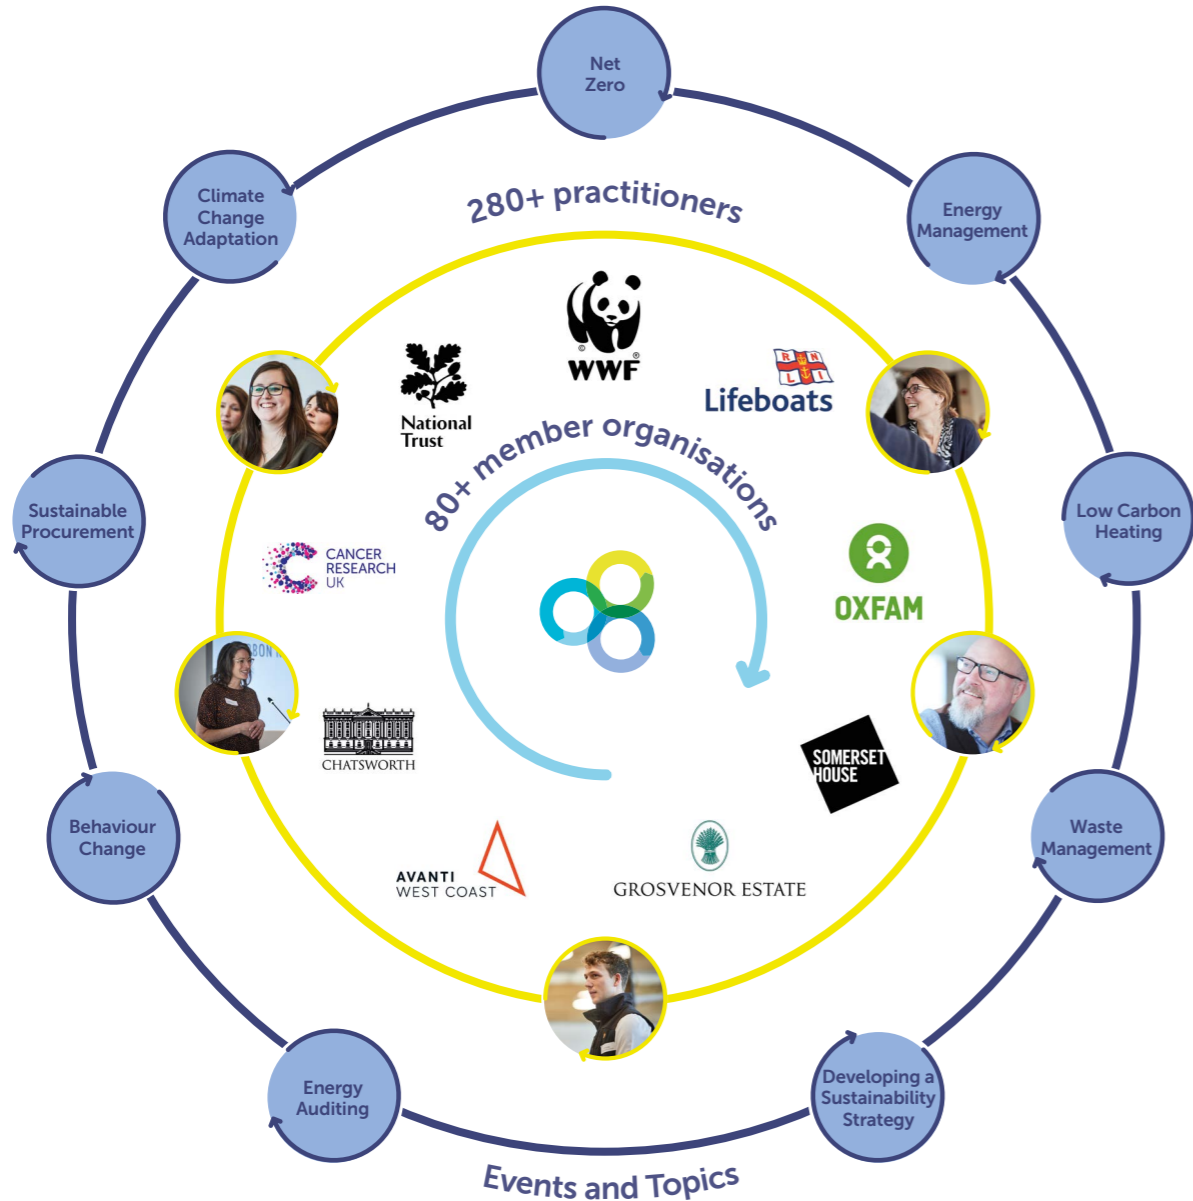 Net
Zero
Climate
Change
Adaptation
280+ practitioners
Energy
Management
©
WWF
®
R N
L I
Lifeboats
National
Trust
80+ member organisations
Sustainable
Procurement
Low Carbon
Heating
CANCER
RESEARCH
UK
OXFAM
BON
CHATSWORTH
SOMERSET
HOUSE
Behaviour
Change
Waste
Management
AVANTI
WEST COAST
GROSVENOR ESTATE
Energy
Auditing
Developing a
Sustainability
Strategy
Events and Topics